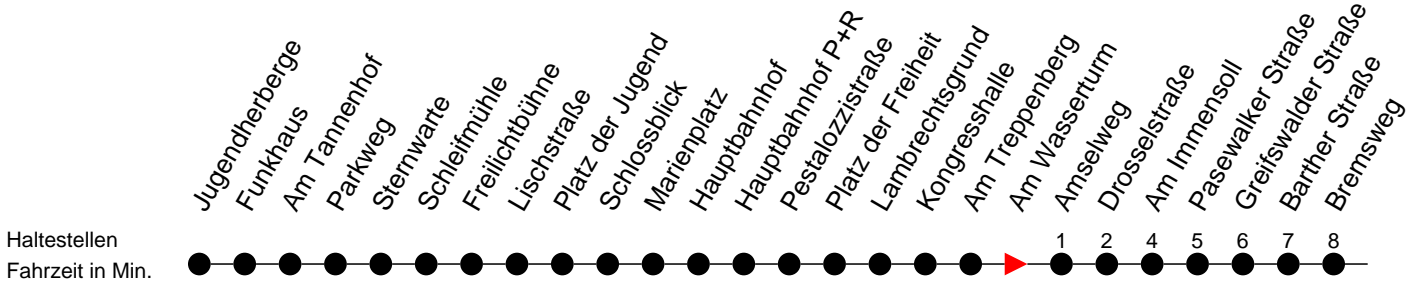 Jugendherberge
Funkhaus
Am Tannenhof
Parkweg
Sternwarte
Schleifmühle
Freilichtbühne
Lischstraße
Platz der Jugend
Schlossblick
Marienplatz
Hauptbahnhof
Hauptbahnhof P+R
Pestalozzistraße
Platz der Freiheit
Lambrechtsgrund
Kongresshalle
Am Treppenberg
Am Wasserturm
Amselweg
Drosselstraße
Am Immensoll
Pasewalker Straße
Greifswalder Straße
Barther Straße
Bremsweg
Haltestellen 1 2 4 5 6 7 8
Fahrzeit in Min.